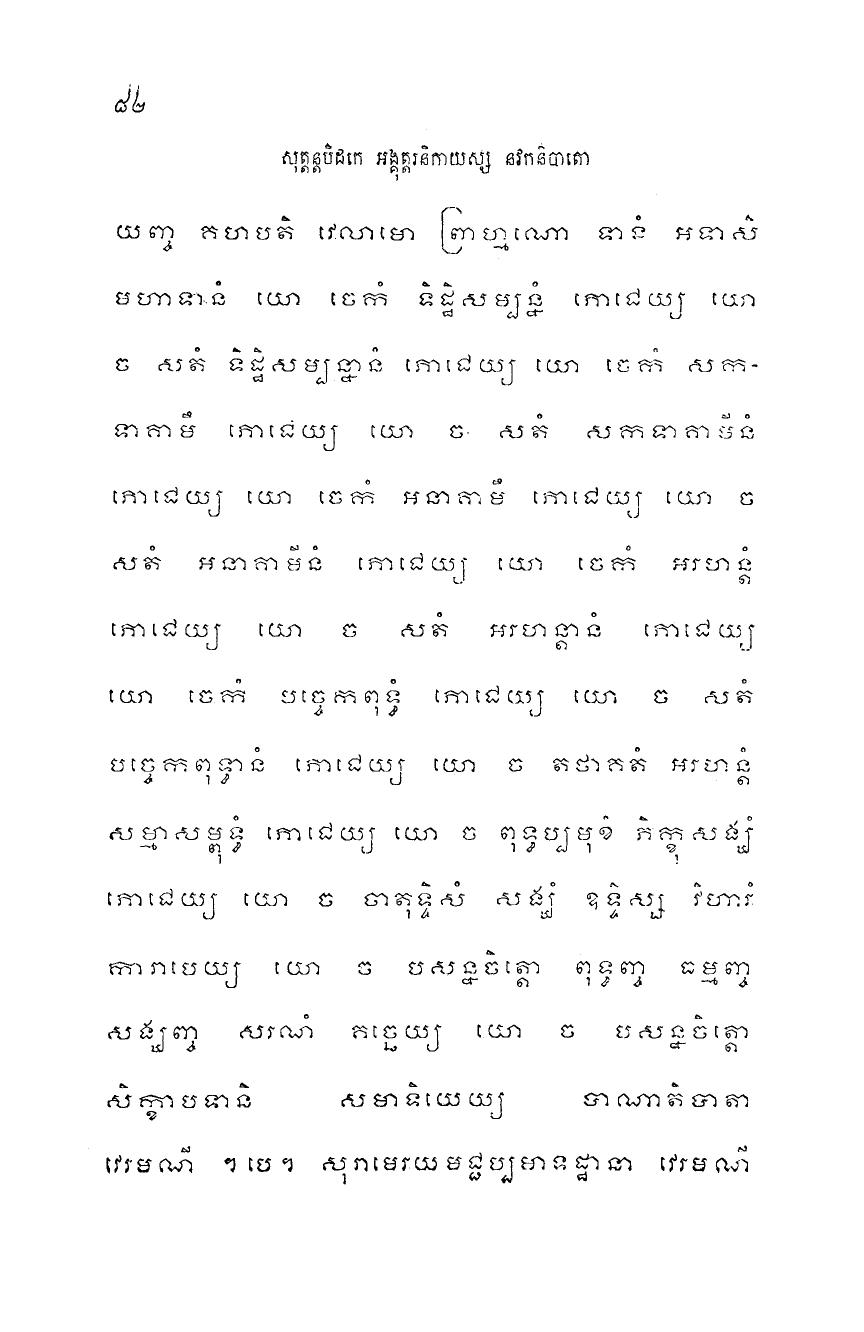 ៨២
សុត្តន្តបិដកេ អង្គុត្តរនិកាយស្ស នវកនិបាតោ
យញ្ច គហបតិ វេលាមោ ព្រាហ្មណោ ទានំ អទាសិ
មហាទានំ យោ ចេកំ ទិដ្ឋិសម្បន្នំ ភោជេយ្យ យោ
ច សតំ ទិដ្ឋិសម្បន្នានំ ភោជេយ្យ យោ ចេកំ សក-
ទាគាមឹ ភោជេយ្យ យោ ច សតំ សកទាគាមីនំ
ភោជេយ្យ យោ ចេកំ អនាគាមឹ ភោជេយ្យ យោ ច
សតំ អនាគាមីនំ ភោជេយ្យ យោ ចេកំ អរហន្តំ
ភោជេយ្យ យោ ច សតំ អរហន្តានំ ភោជេយ្យ
យោ ចេកំ បច្ចេកពុទ្ធំ ភោជេយ្យ យោ ច សតំ
បច្ចេកពុទ្ធានំ ភោជេយ្យ យោ ច តថាគតំ អរហន្តំ
សម្មាសម្ពុទ្ធំ ភោជេយ្យ យោ ច ពុទ្ធប្បមុខំ ភិក្ខុសង្ឃំ
ភោជេយ្យ យោ ច ចាតុទ្ទិសំ សង្ឃំ ឧទ្ទិស្ស វិហារំ
ការាបេយ្យ យោ ច បសន្នចិត្តោ ពុទ្ធញ្ច ធម្មញ្ច
សង្ឃញ្ច សរណំ គច្ឆេយ្យ យោ ច បសន្នចិត្តោ
សិក្ខាបទានិ សមាទិយេយ្យ បាណាតិបាតា
វេរមណី ។ បេ ។ សុរាមេរយមជ្ជប្បមាទដ្ឋានា វេរមណី